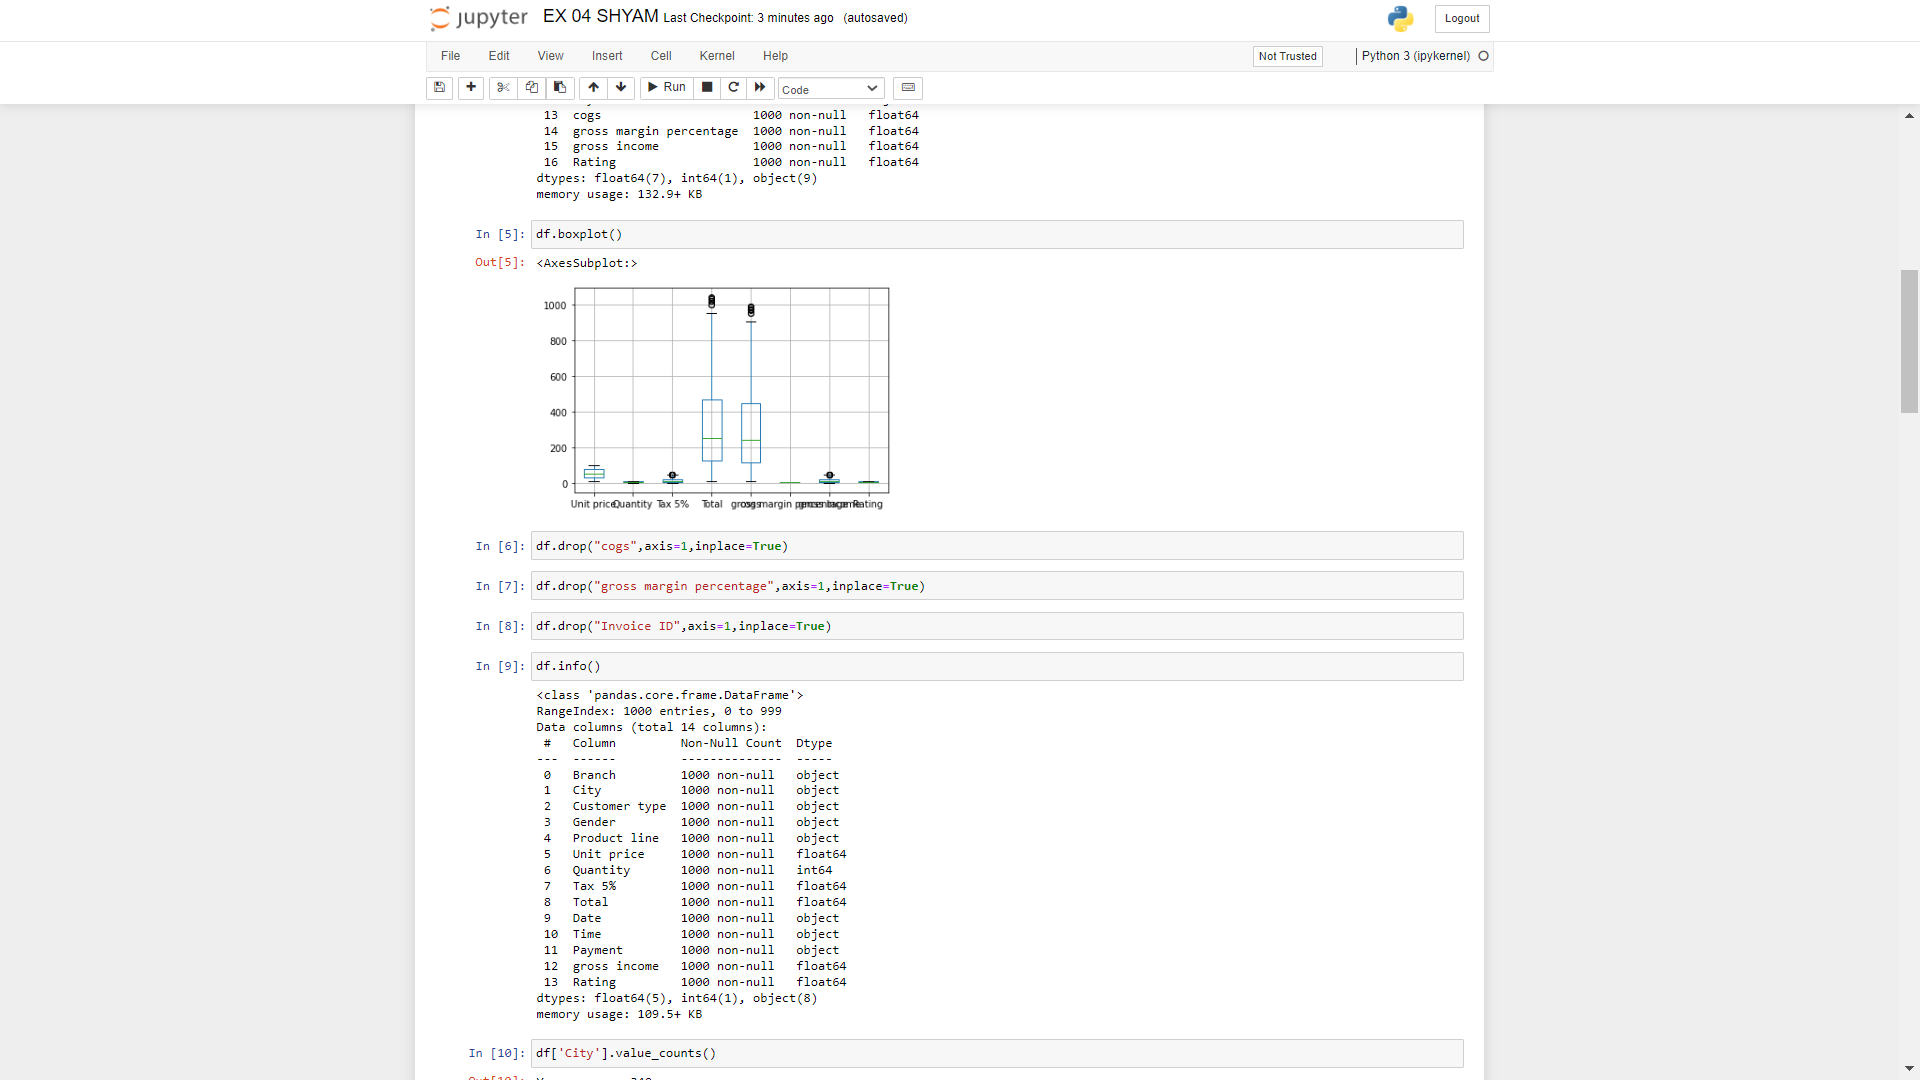 jupyter EX 04 SHYAM Last Checkpoint: 3 minutes ago (autosaved) Logout
File Edit View Insert Cell Kernel Help Not Trusted Python 3 (ipykernel)
Run Code
13 cogs 1000 non-null float64
14 gross margin percentage 1000 non-null float64
15 gross income 1000 non-null float64
16 Rating 1000 non-null float64
dtypes: float64(7), int64(1), object(9)
memory usage: 132.9+ KB
In [5]: df.boxplot()
Out[5]: <AxesSubplot:>
1000
800
600
400
200
0
Unit price Quantity Tax 5% Total cogs gross margin percentage gross income Rating
In [6]: df.drop("cogs",axis=1,inplace=True)
In [7]: df.drop("gross margin percentage",axis=1,inplace=True)
In [8]: df.drop("Invoice ID",axis=1,inplace=True)
In [9]: df.info()
<class 'pandas.core.frame.DataFrame'>
RangeIndex: 1000 entries, 0 to 999
Data columns (total 14 columns):
# Column Non-Null Count Dtype
--- ------ -------------- -----
0 Branch 1000 non-null object
1 City 1000 non-null object
2 Customer type 1000 non-null object
3 Gender 1000 non-null object
4 Product line 1000 non-null object
5 Unit price 1000 non-null float64
6 Quantity 1000 non-null int64
7 Tax 5% 1000 non-null float64
8 Total 1000 non-null float64
9 Date 1000 non-null object
10 Time 1000 non-null object
11 Payment 1000 non-null object
12 gross income 1000 non-null float64
13 Rating 1000 non-null float64
dtypes: float64(5), int64(1), object(8)
memory usage: 109.5+ KB
In [10]: df['City'].value_counts()